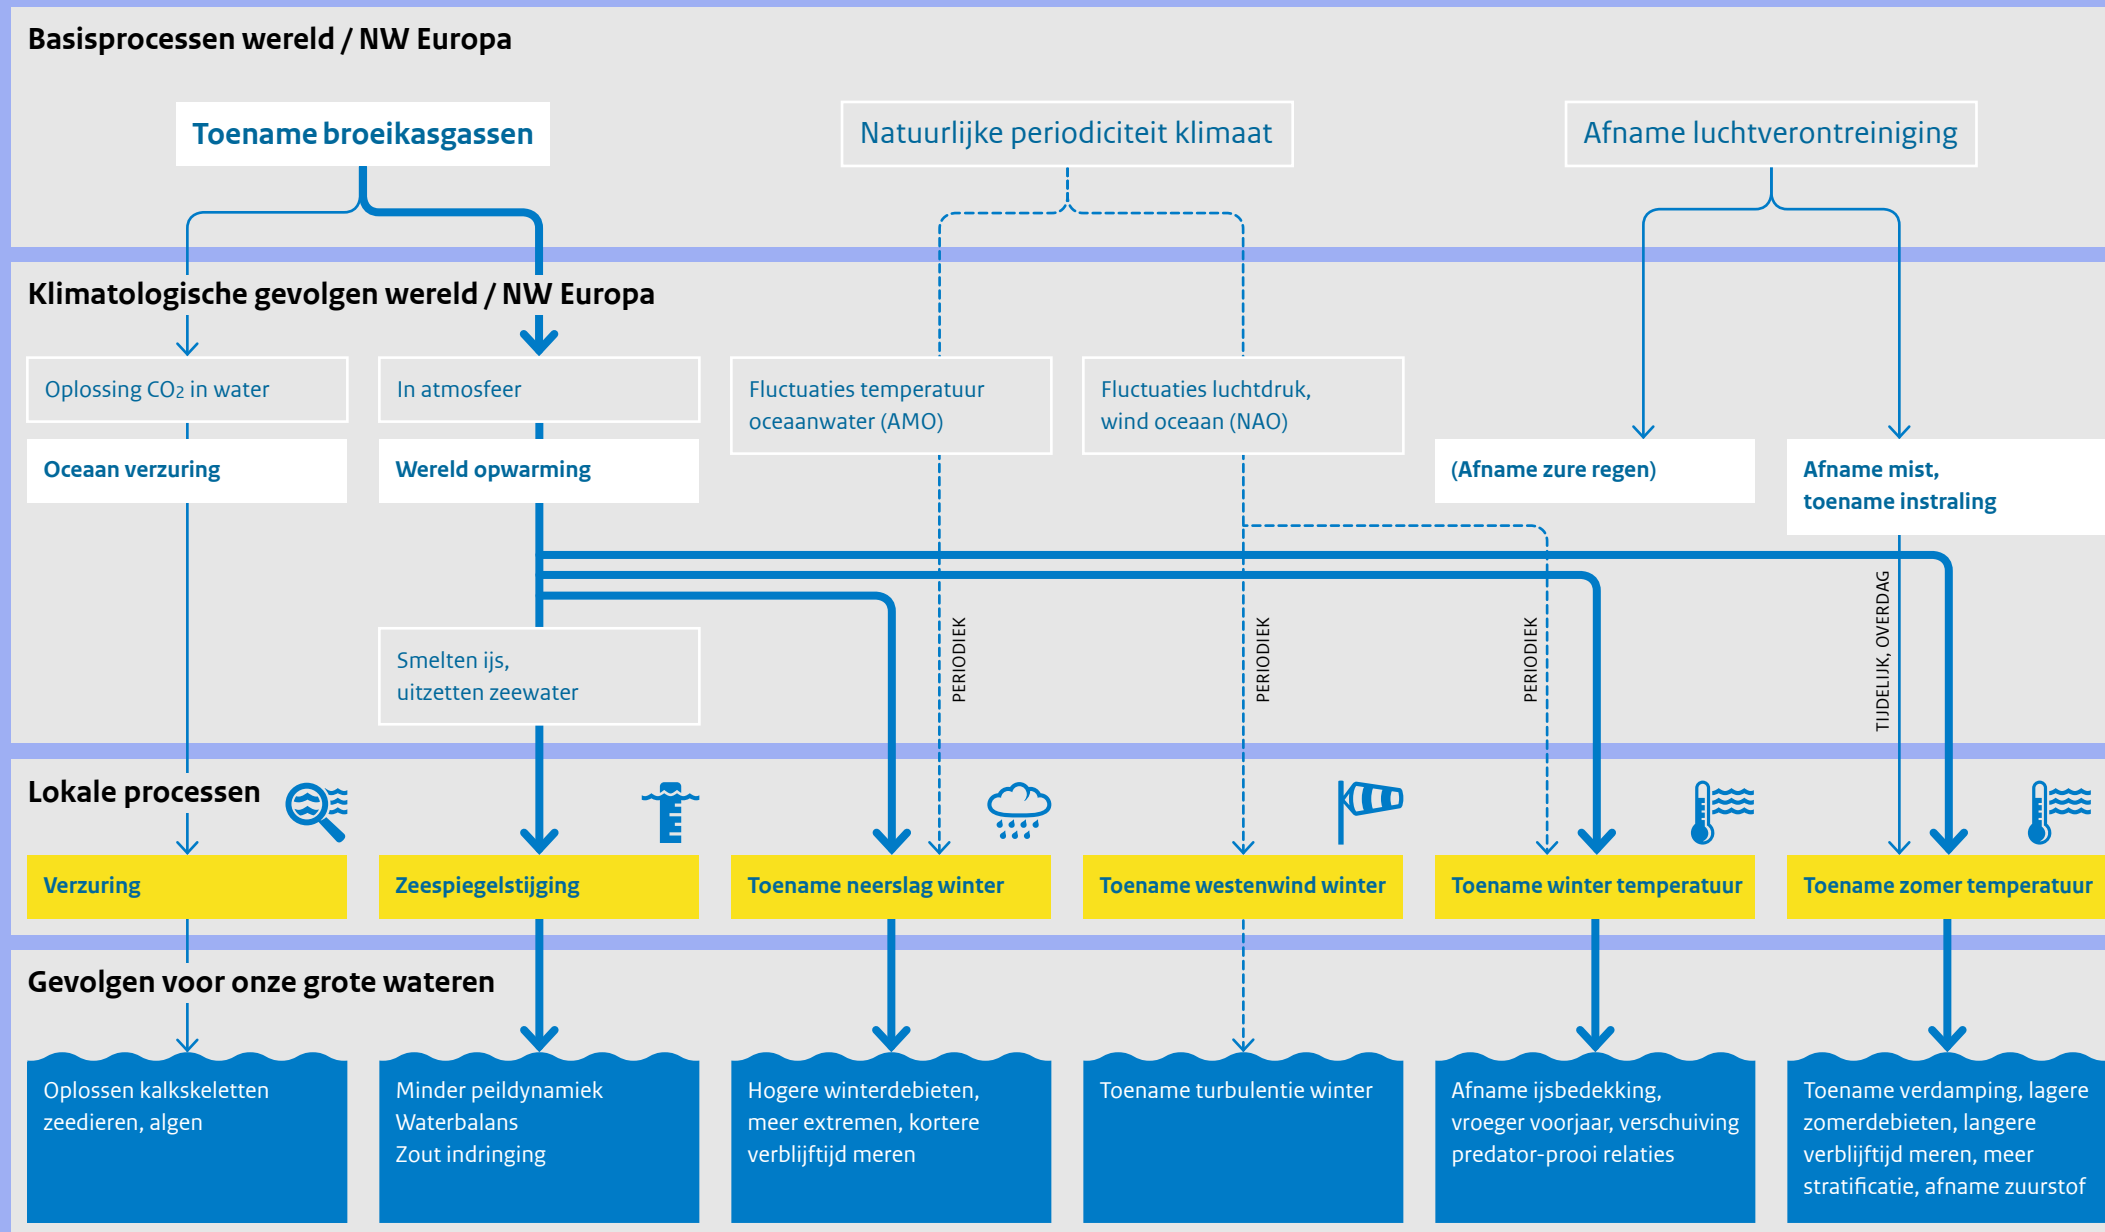 Basisprocessen wereld / NW Europa
Toename broeikasgassen
Natuurlijke periodiciteit klimaat
Afname luchtverontreiniging
Klimatologische gevolgen wereld / NW Europa
Oplossing CO2 in water
In atmosfeer
Fluctuaties temperatuur
oceaanwater (AMO)
Fluctuaties luchtdruk,
wind oceaan (NAO)
Oceaan verzuring
Wereld opwarming
(Afname zure regen)
Afname mist,
toename instraling
Smelten ijs,
uitzetten zeewater
PERIODIEK
PERIODIEK
PERIODIEK
TIJDELIJK, OVERDAG
Lokale processen
Verzuring
Zeespiegelstijging
Toename neerslag winter
Toename westenwind winter
Toename winter temperatuur
Toename zomer temperatuur
Gevolgen voor onze grote wateren
Oplossen kalkskeletten
zeedieren, algen
Minder peildynamiek
Waterbalans
Zout indringing
Hogere winterdebieten,
meer extremen, kortere
verblijftijd meren
Toename turbulentie winter
Afname ijsbedekking,
vroeger voorjaar, verschuiving
predator-prooi relaties
Toename verdamping, lagere
zomerdebieten, langere
verblijftijd meren, meer
stratificatie, afname zuurstof